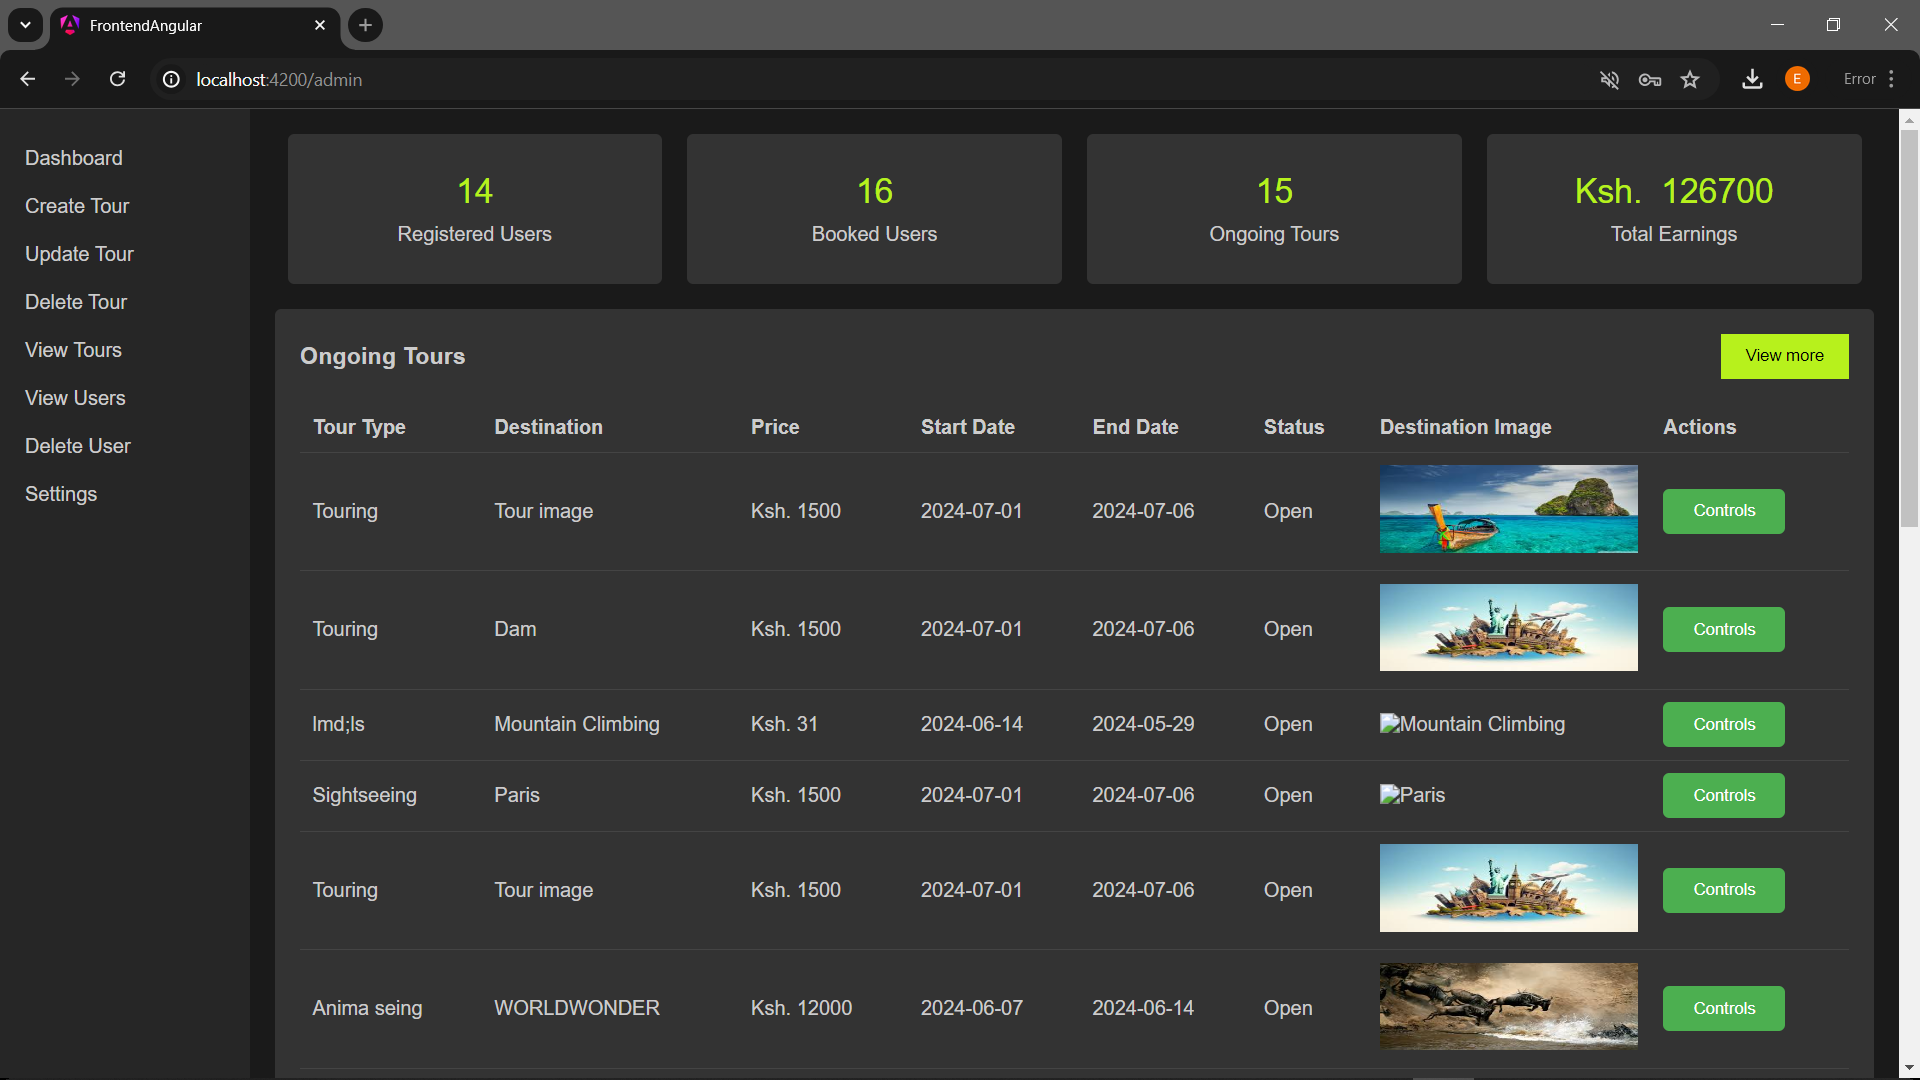 FrontendAngular
localhost:4200/admin
E
Error
Dashboard
Create Tour
Update Tour
Delete Tour
View Tours
View Users
Delete User
Settings
14
Registered Users
16
Booked Users
15
Ongoing Tours
Ksh. 126700
Total Earnings
Ongoing Tours
View more
Tour Type Destination Price Start Date End Date Status Destination Image Actions
Touring Tour image Ksh. 1500 2024-07-01 2024-07-06 Open Controls
Touring Dam Ksh. 1500 2024-07-01 2024-07-06 Open Controls
lmd;ls Mountain Climbing Ksh. 31 2024-06-14 2024-05-29 Open Mountain Climbing Controls
Sightseeing Paris Ksh. 1500 2024-07-01 2024-07-06 Open Paris Controls
Touring Tour image Ksh. 1500 2024-07-01 2024-07-06 Open Controls
Anima seing WORLDWONDER Ksh. 12000 2024-06-07 2024-06-14 Open Controls